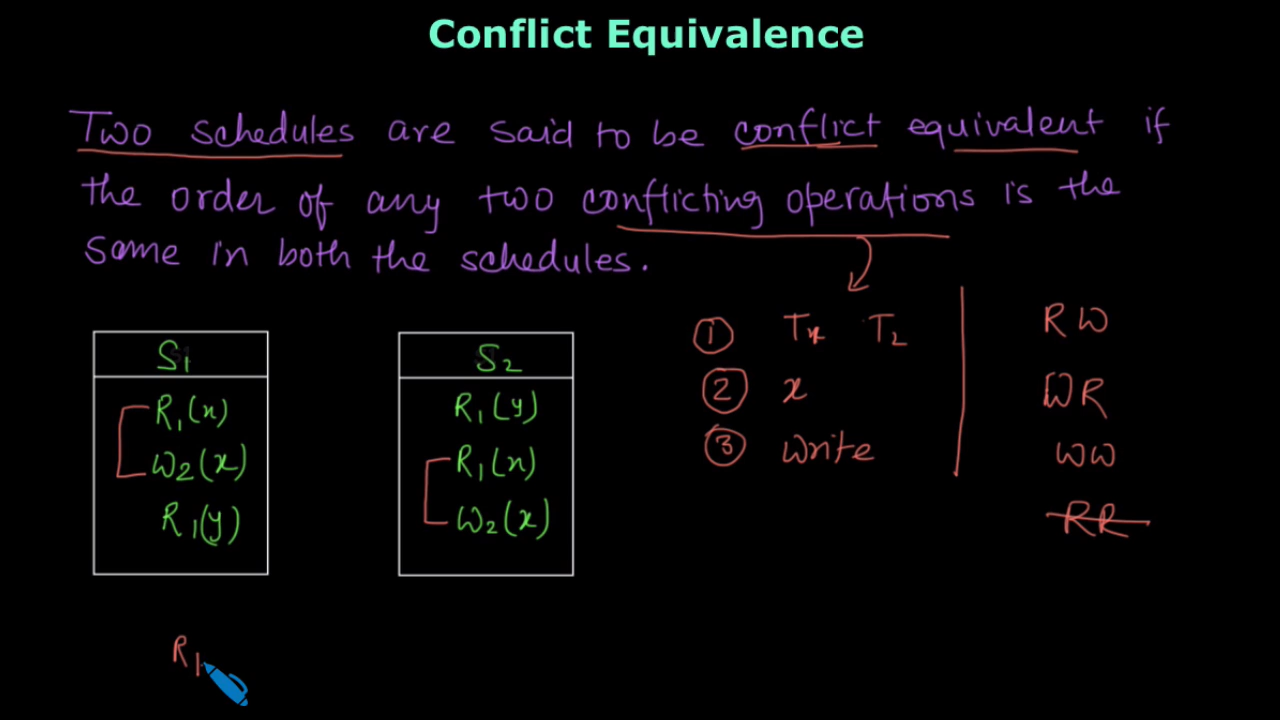 Conflict Equivalence
Two schedules are said to be conflict equivalent if
the order of any two conflicting operations is the
same in both the schedules.
S1
R1(x)
W2(x)
R1(y)
S2
R1(y)
R1(x)
W2(x)
① T1 T2
② x
③ Write
RW
WR
WW
RR
R1